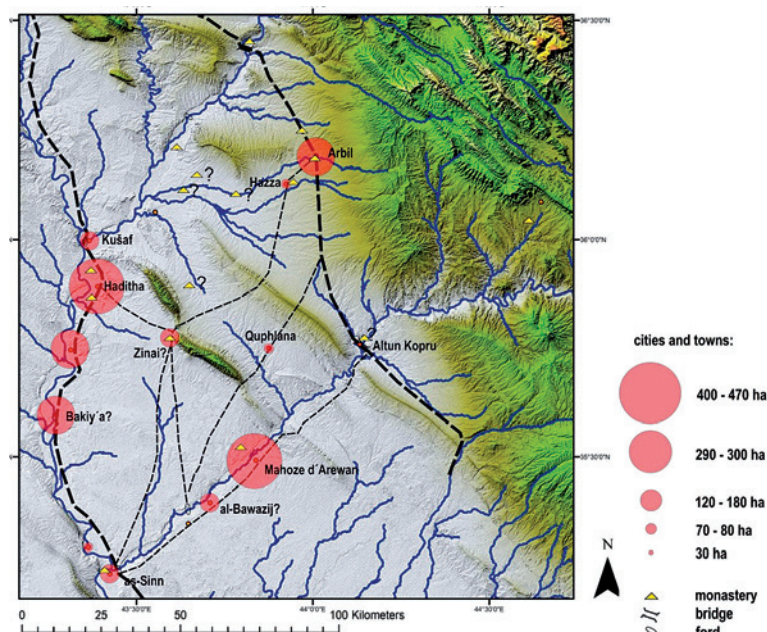 36°30'0"N
Arbil
Hazza
?
?
?
Kušaf
36°0'0"N
Haditha
?
Zinai?
Quphlana
?
Altun Kopru
Bakiy´a?
Mahoze d´Arewan
35°30'0"N
al-Bawazij?
as-Sinn
43°30'0"E
44°0'0"E
44°30'0"E
0
25
50
100 Kilometers
cities and towns:
400 - 470 ha
290 - 300 ha
120 - 180 ha
70 - 80 ha
30 ha
N
monastery
bridge
ford